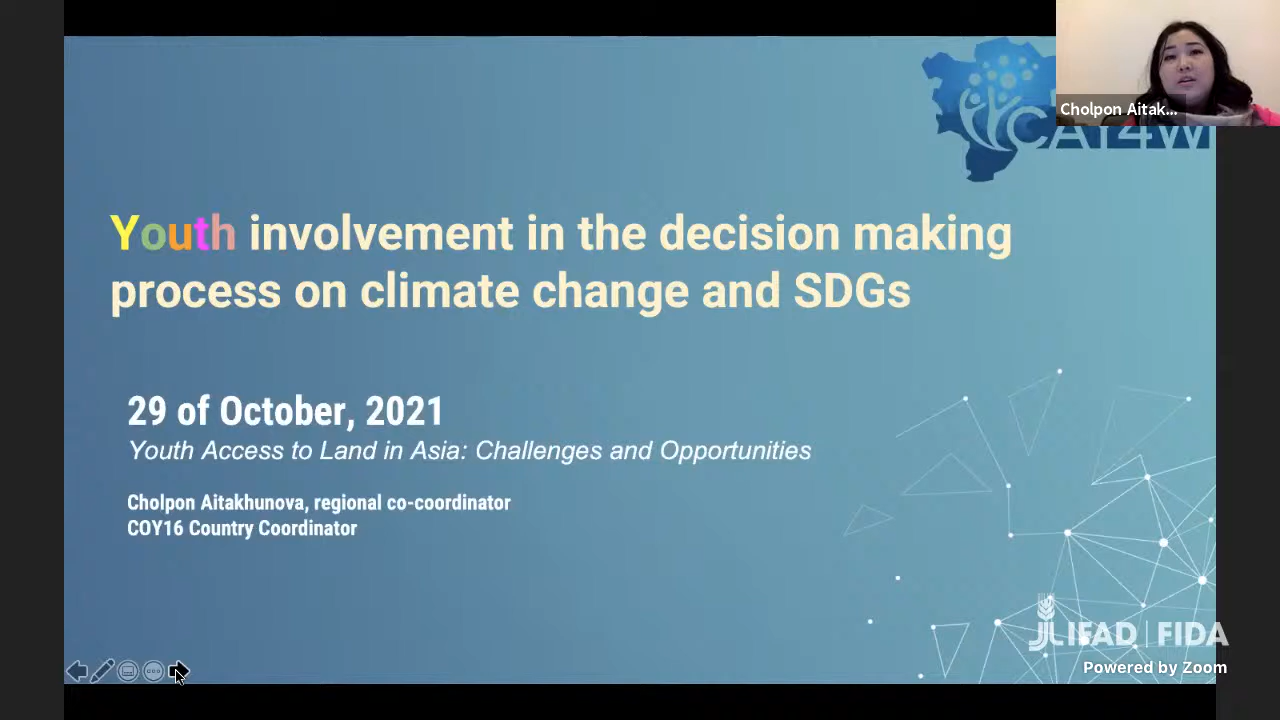 CAY4W
Cholpon Aitak...
Youth involvement in the decision making
process on climate change and SDGs
29 of October, 2021
Youth Access to Land in Asia: Challenges and Opportunities
Cholpon Aitakhunova, regional co-coordinator
COY16 Country Coordinator
IFAD | FIDA
Powered by Zoom